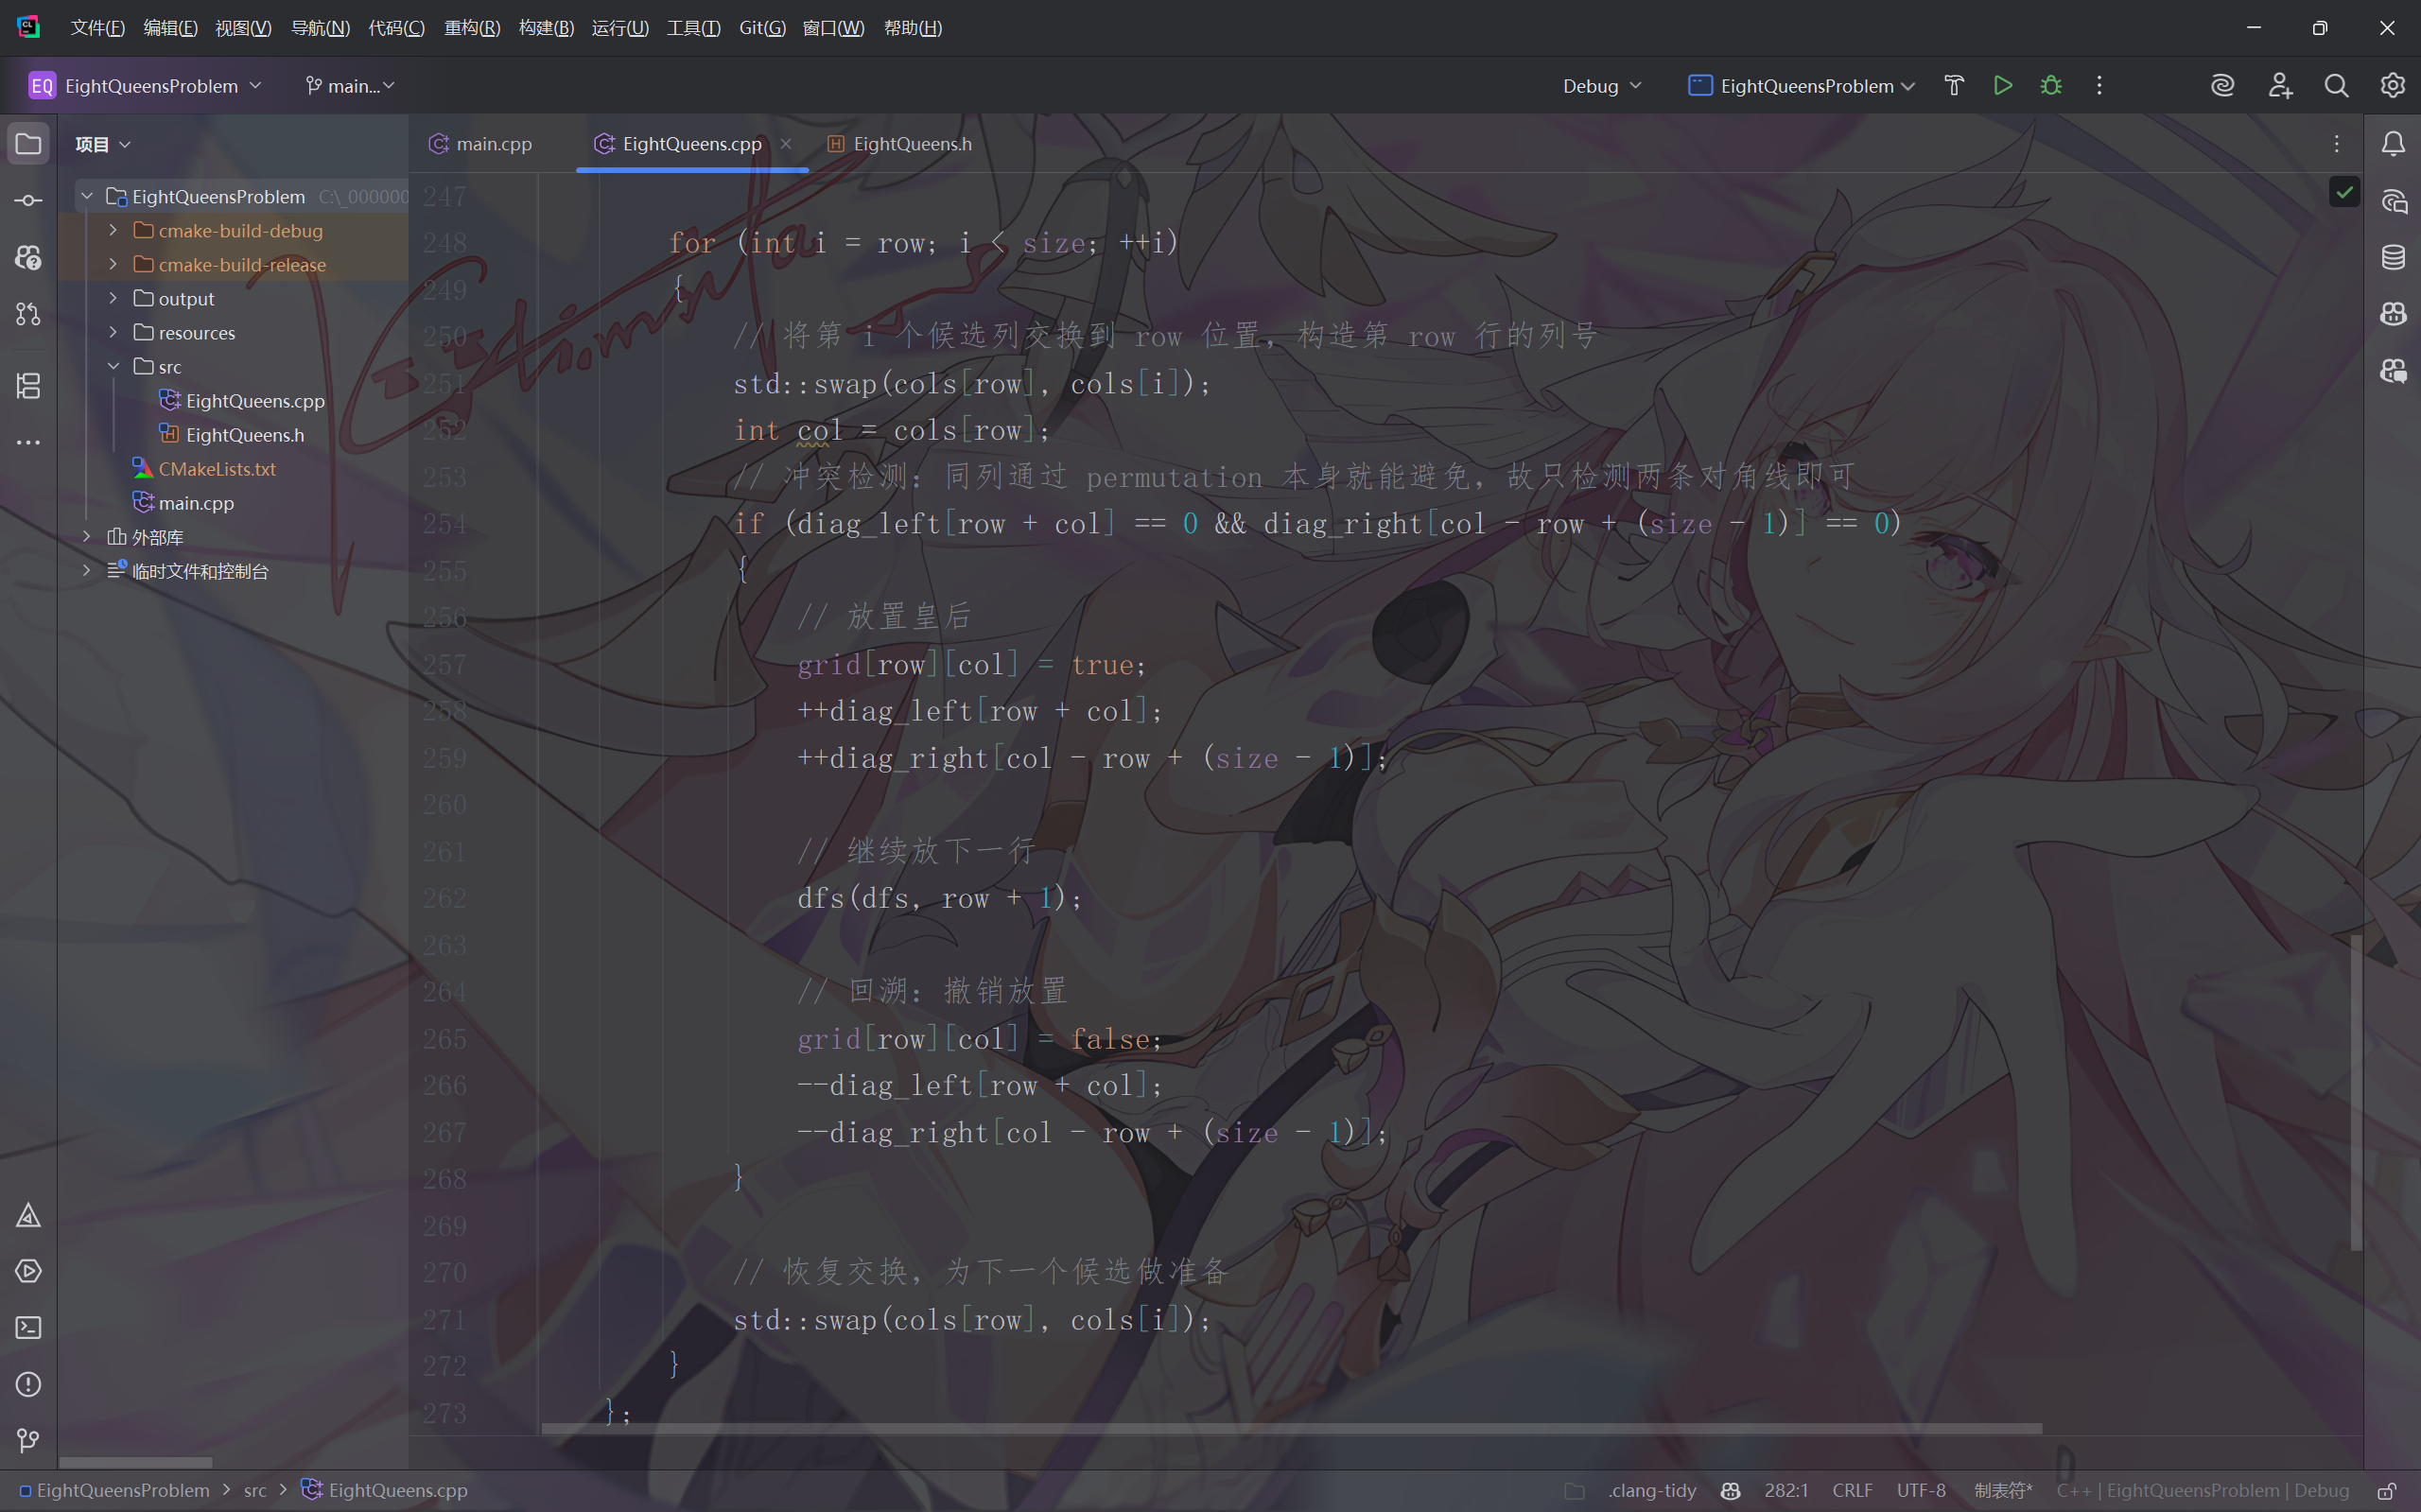 文件(F) 编辑(E) 视图(V) 导航(N) 代码(C) 重构(R) 构建(B) 运行(U) 工具(T) Git(G) 窗口(W) 帮助(H)
EQ EightQueensProblem main... Debug EightQueensProblem
项目
EightQueensProblem C:\_000000
cmake-build-debug
cmake-build-release
output
resources
src
EightQueens.cpp
EightQueens.h
CMakeLists.txt
main.cpp
外部库
临时文件和控制台
main.cpp EightQueens.cpp EightQueens.h
247
248 for (int i = row; i < size; ++i)
249 {
250 // 将第 i 个候选列交换到 row 位置，构造第 row 行的列号
251 std::swap(cols[row], cols[i]);
252 int col = cols[row];
253 // 冲突检测：同列通过 permutation 本身就能避免，故只检测两条对角线即可
254 if (diag_left[row + col] == 0 && diag_right[col - row + (size - 1)] == 0)
255 {
256 // 放置皇后
257 grid[row][col] = true;
258 ++diag_left[row + col];
259 ++diag_right[col - row + (size - 1)];
260
261 // 继续放下一行
262 dfs(dfs, row + 1);
263
264 // 回溯：撤销放置
265 grid[row][col] = false;
266 --diag_left[row + col];
267 --diag_right[col - row + (size - 1)];
268 }
269
270 // 恢复交换，为下一个候选做准备
271 std::swap(cols[row], cols[i]);
272 }
273 };
EightQueensProblem > src > EightQueens.cpp
.clang-tidy 282:1 CRLF UTF-8 制表符* C++ | EightQueensProblem | Debug